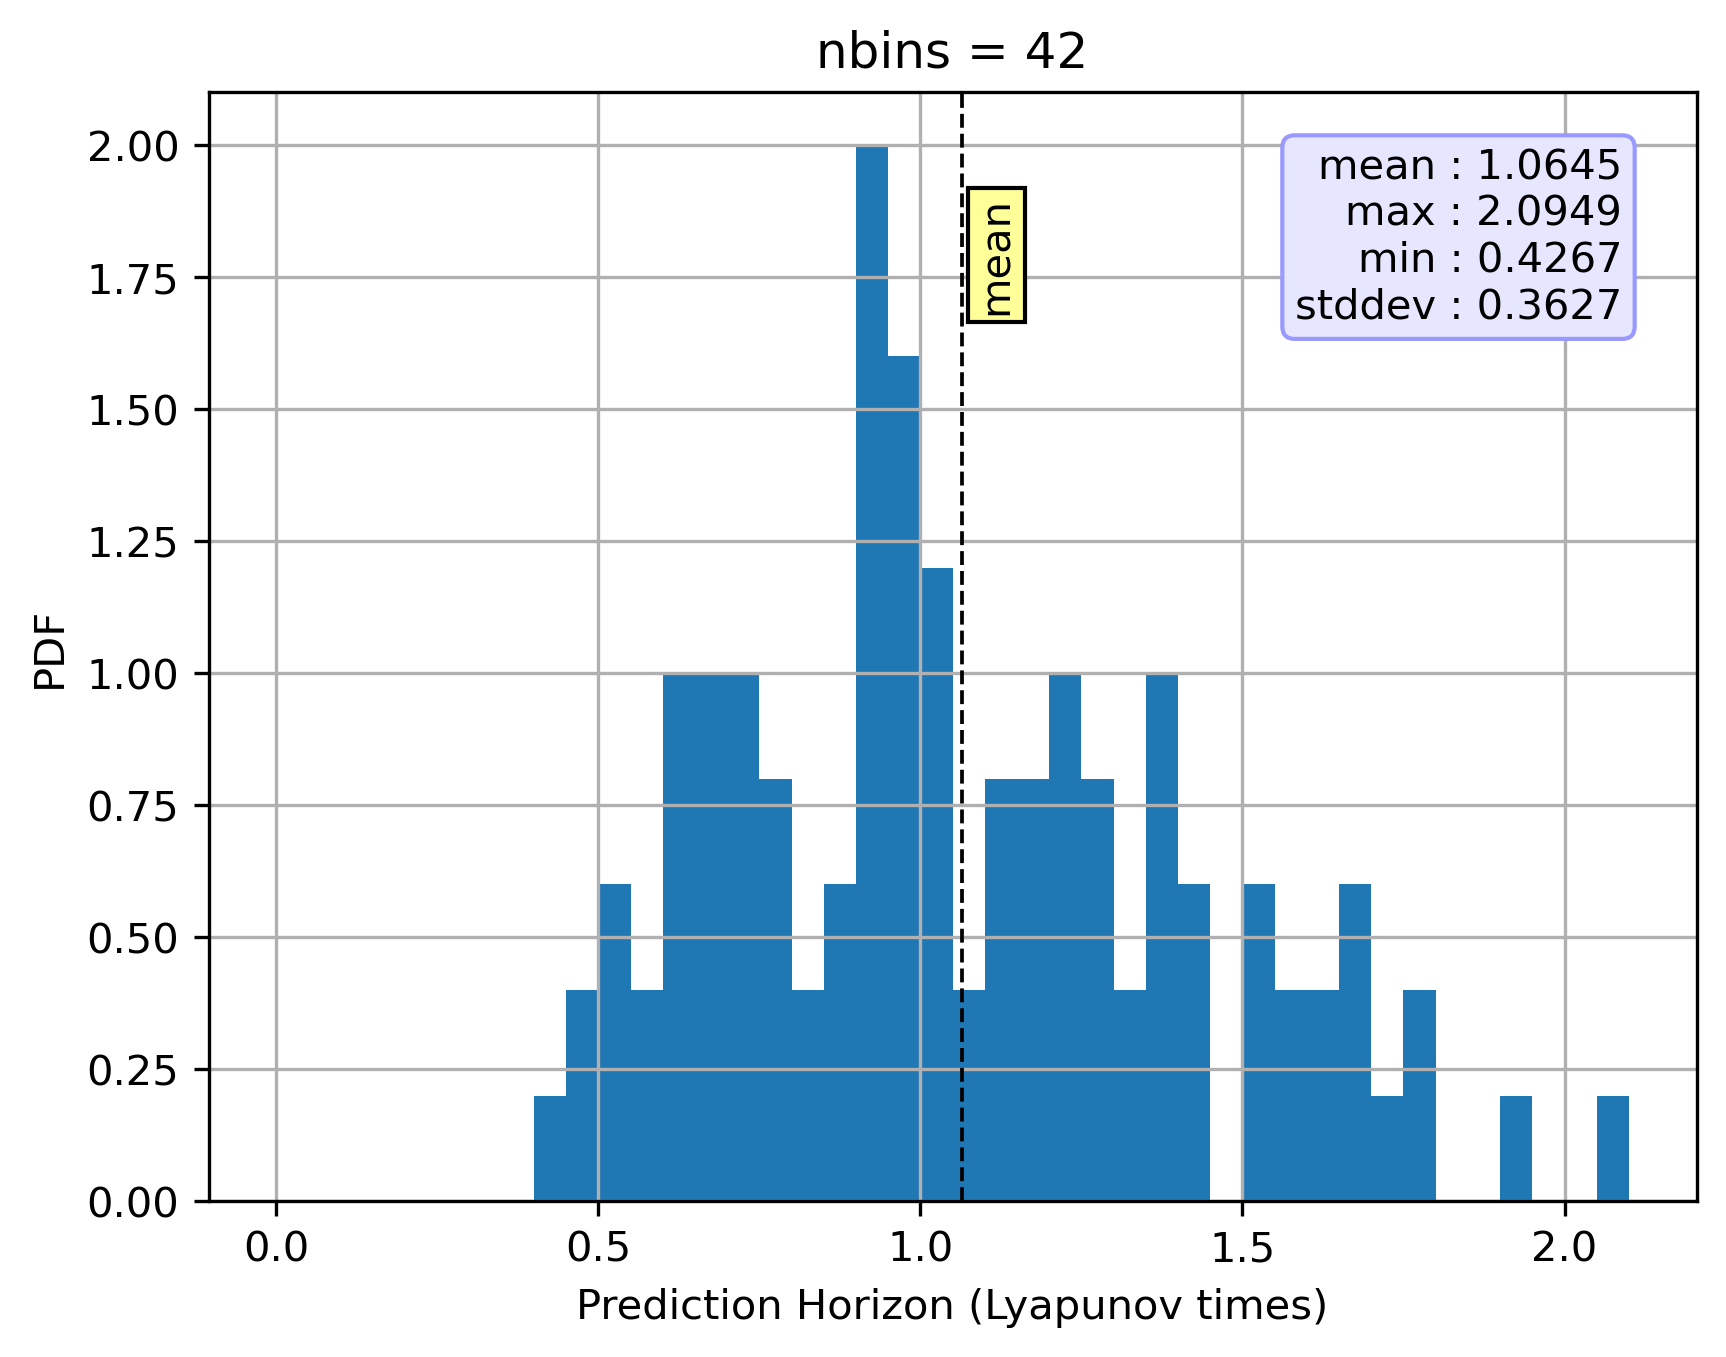 nbins = 42
2.00
1.75
1.50
1.25
1.00
0.75
0.50
0.25
0.00
PDF
mean
mean : 1.0645
max : 2.0949
min : 0.4267
stddev : 0.3627
0.0 0.5 1.0 1.5 2.0
Prediction Horizon (Lyapunov times)